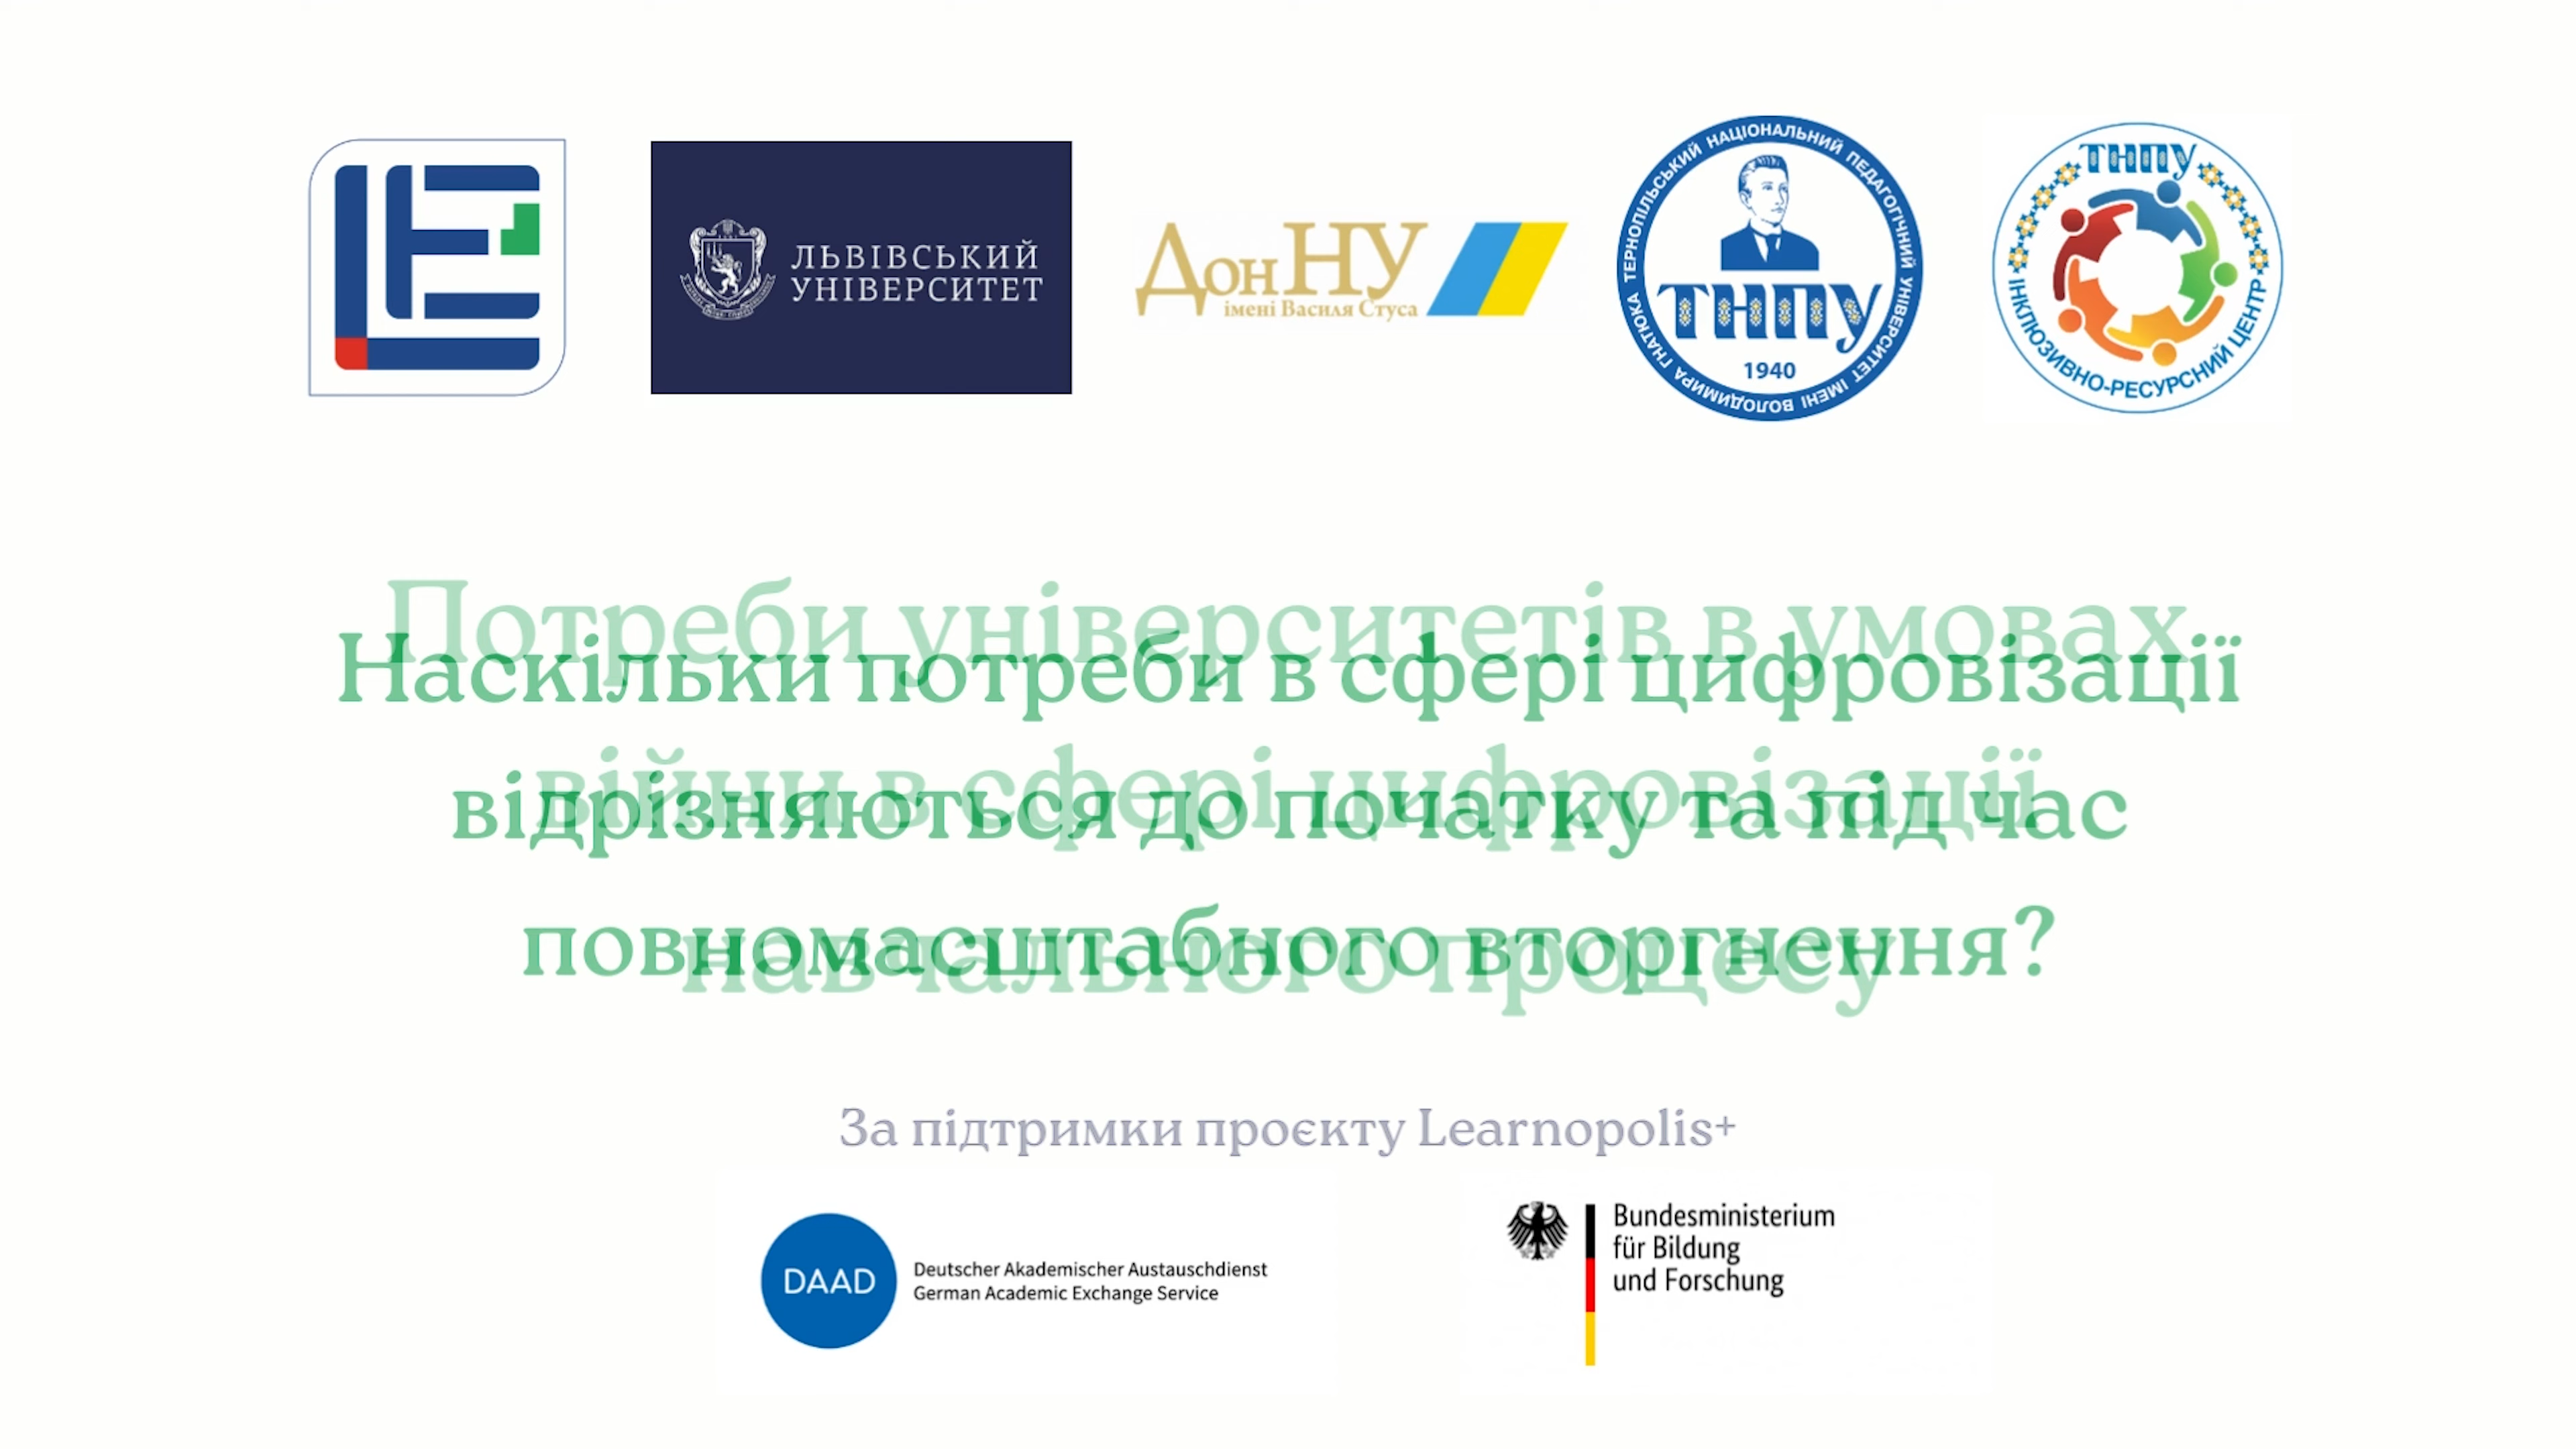 ЛЬВІВСЬКИЙ
УНІВЕРСИТЕТ
ДонНУ
імені Василя Стуса
ТЕРНОПІЛЬСЬКИЙ НАЦІОНАЛЬНИЙ ПЕДАГОГІЧНИЙ УНІВЕРСИТЕТ ІМЕНІ ВОЛОДИМИРА ГНАТЮКА
ТНПУ
1940
ТНПУ
ІНКЛЮЗИВНО-РЕСУРСНИЙ ЦЕНТР
Потреби університетів в умовах
війни в сфері цифровізації
навчального процесу
Наскільки потреби в сфері цифровізації
відрізняються до початку та під час
повномасштабного вторгнення?
За підтримки проєкту Learnopolis+
DAAD
Deutscher Akademischer Austauschdienst
German Academic Exchange Service
Bundesministerium
für Bildung
und Forschung